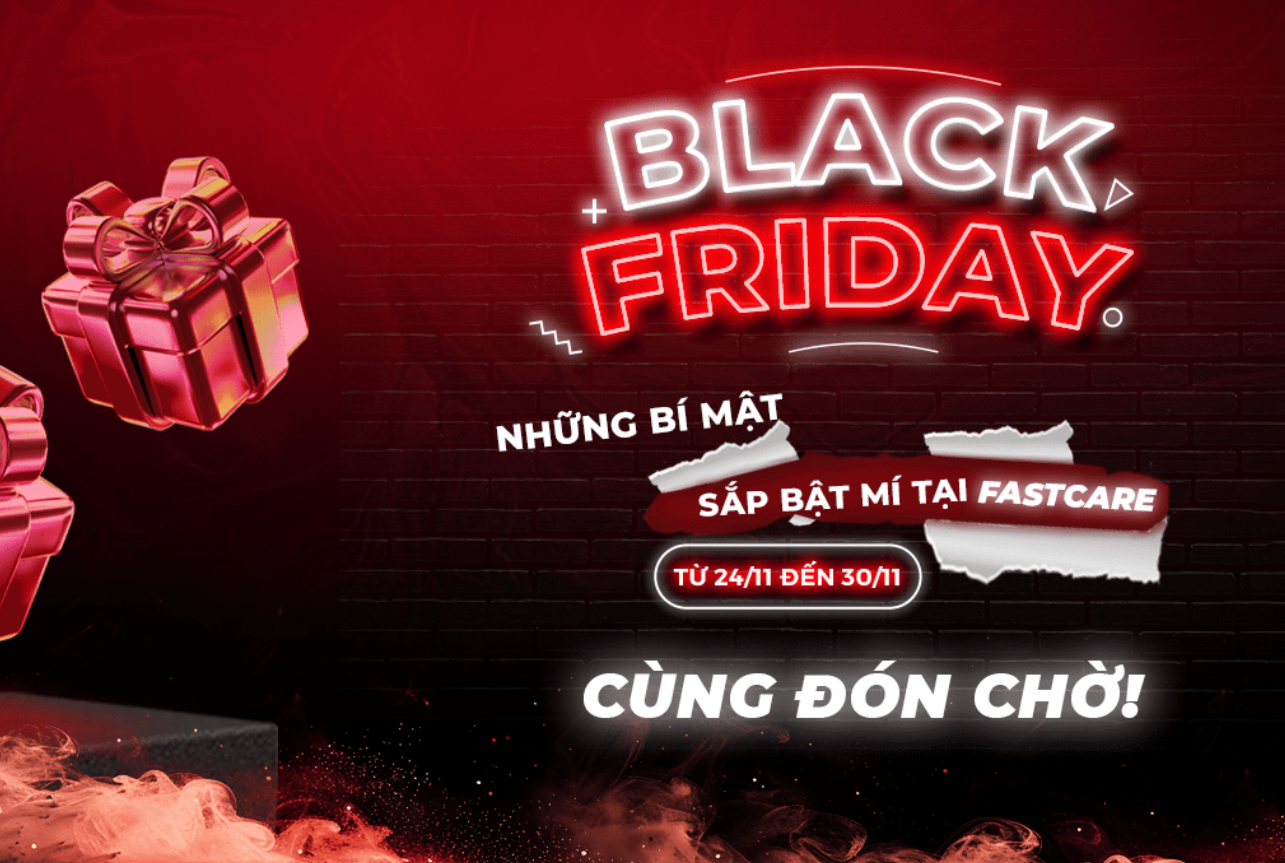 BLACK
FRIDAY
NHỮNG BÍ MẬT
SẮP BẬT MÍ TẠI FASTCARE
TỪ 24/11 ĐẾN 30/11
CÙNG ĐÓN CHỜ!